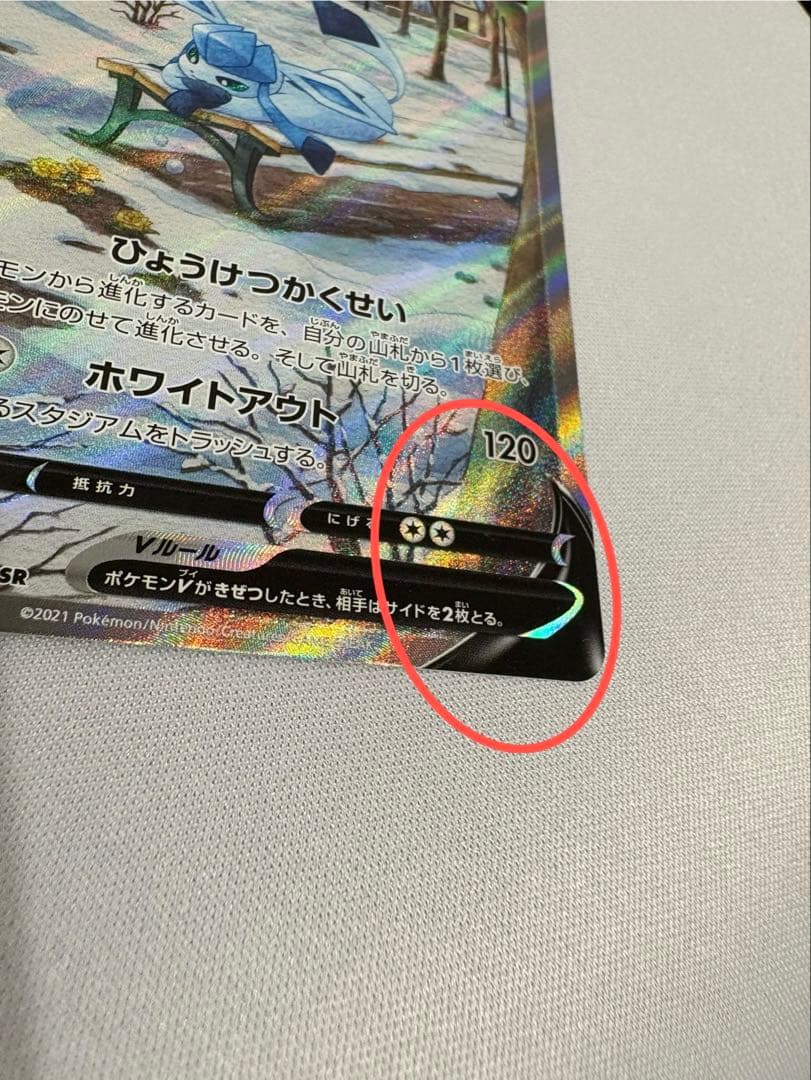 ひょうけつかくせい
モンから進化するカードを、自分の山札から1枚選び、
モンにのせて進化させる。そして山札を切る。
ホワイトアウト 120
るスタジアムをトラッシュする。
抵抗力 にげる
Vルール
ポケモンVがきぜつしたとき、相手はサイドを2枚とる。
SR
©2021 Pokémon/Nintendo/Creatures/GAME FREAK